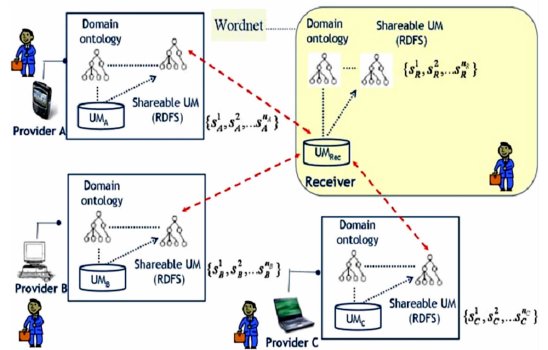 Domain
ontology
Shareable UM
(RDFS)
UM_A
Provider A
{s_A^1, s_A^2, ...s_A^{n_A}}
Wordnet
Domain
ontology
Shareable UM
(RDFS)
{s_R^1, s_R^2, ...s_R^{n_R}}
UM_Rec
Receiver
Domain
ontology
Shareable UM
(RDFS)
UM_B
Provider B
{s_B^1, s_B^2, ...s_B^{n_B}}
Domain
ontology
Shareable UM
(RDFS)
UM_C
Provider C
{s_C^1, s_C^2, ...s_C^{n_C}}